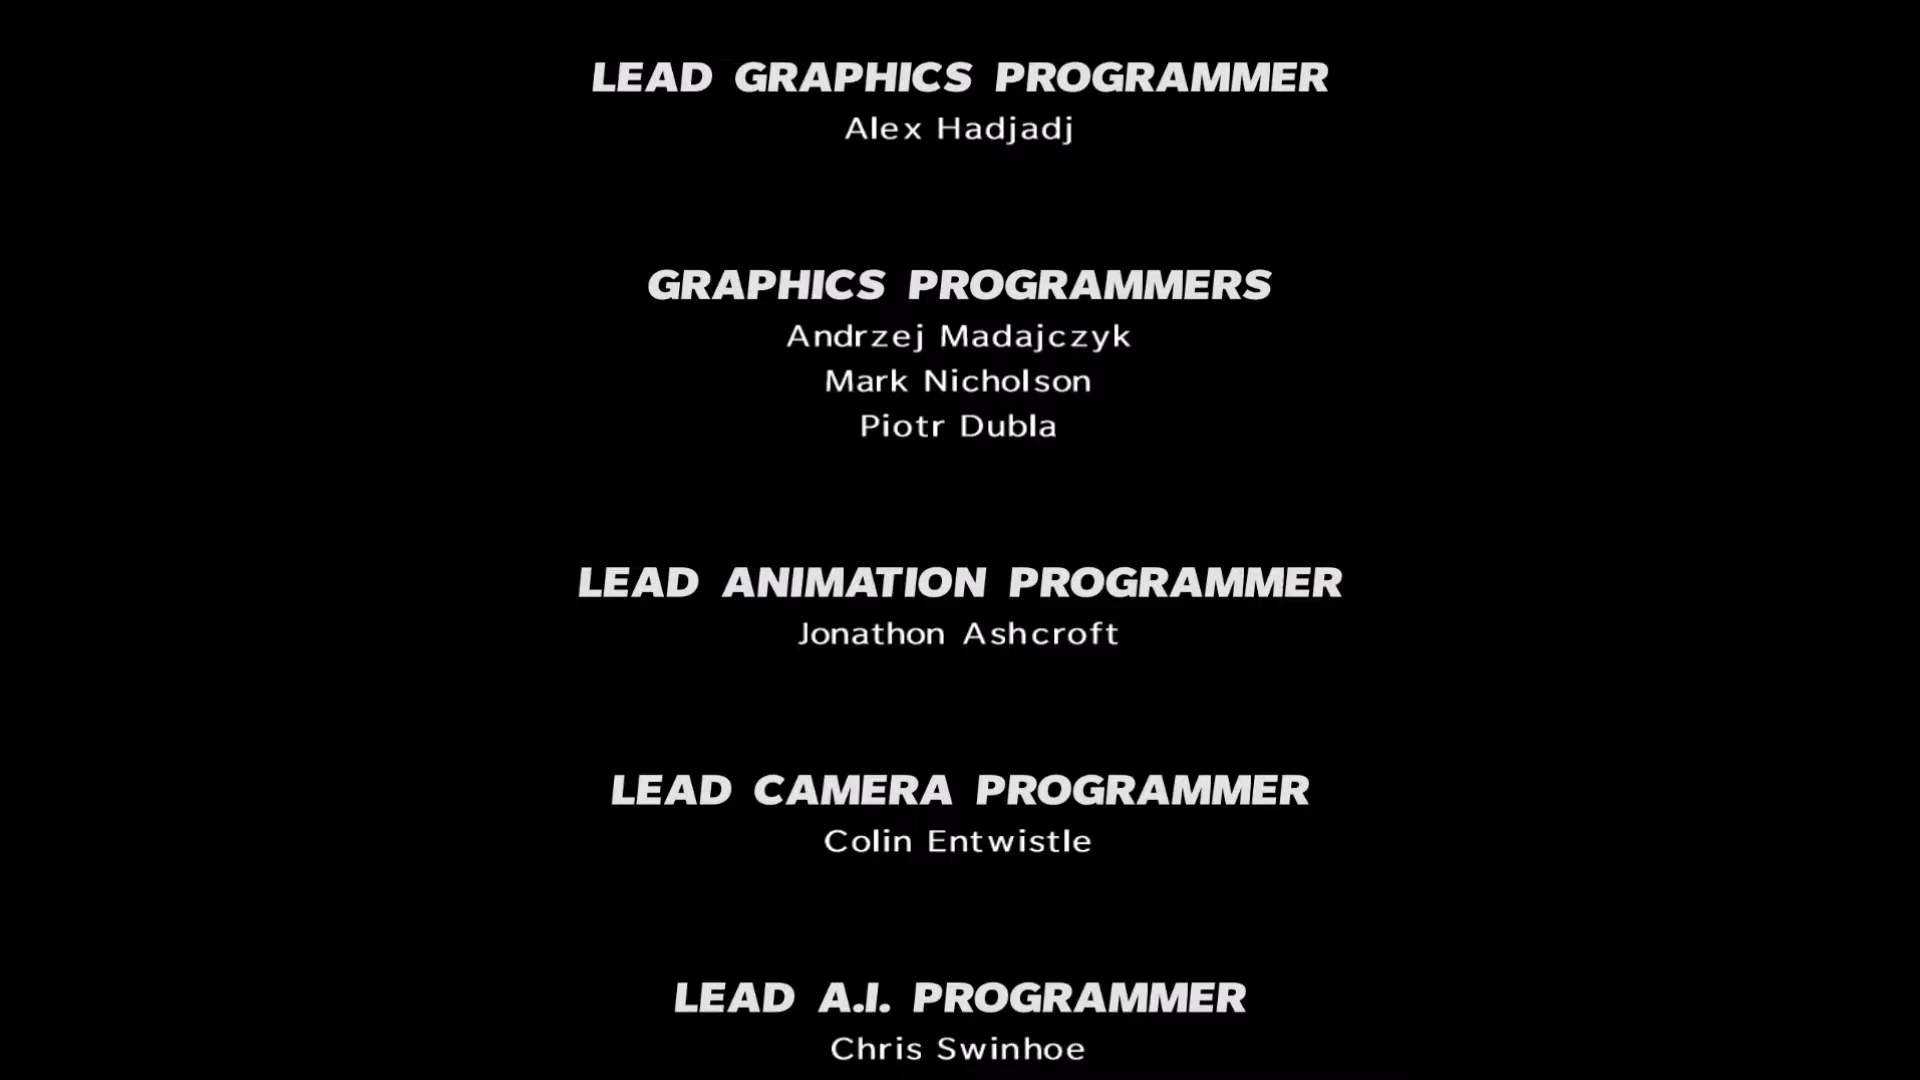 LEAD GRAPHICS PROGRAMMER
Alex Hadjadj
GRAPHICS PROGRAMMERS
Andrzej Madajczyk
Mark Nicholson
Piotr Dubla
LEAD ANIMATION PROGRAMMER
Jonathon Ashcroft
LEAD CAMERA PROGRAMMER
Colin Entwistle
LEAD A.I. PROGRAMMER
Chris Swinhoe